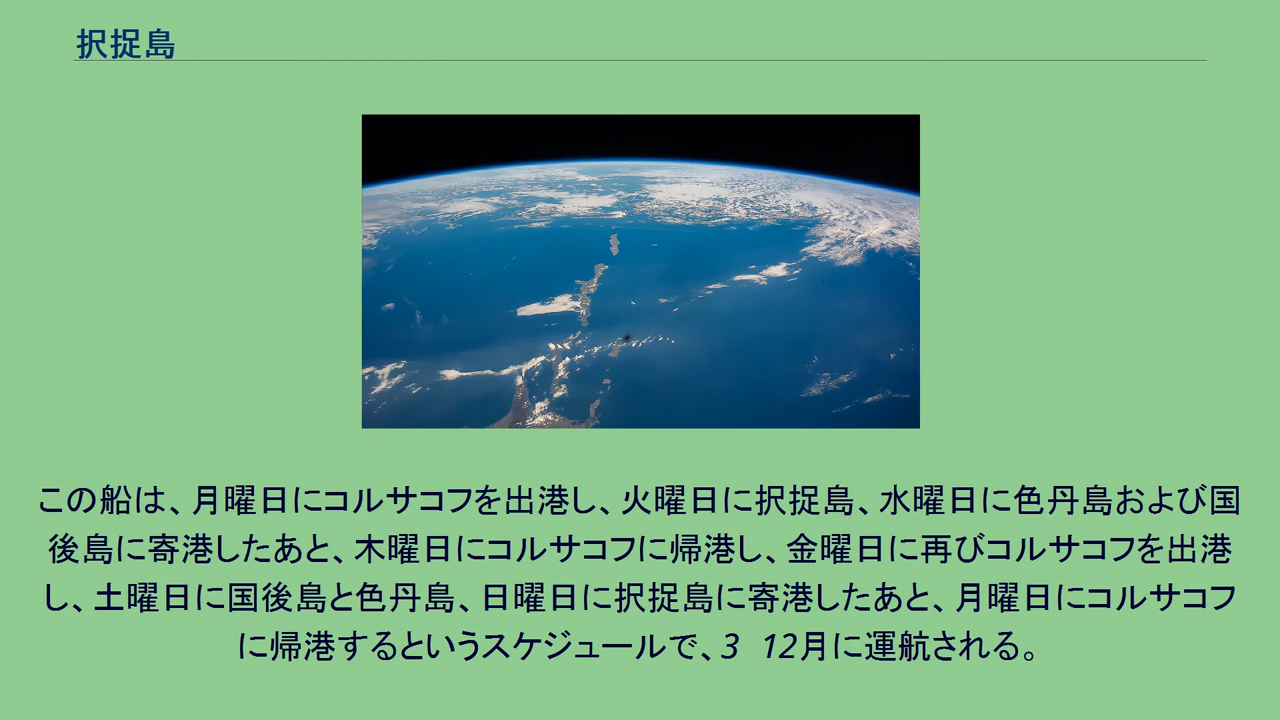 択捉島
この船は、月曜日にコルサコフを出港し、火曜日に択捉島、水曜日に色丹島および国
後島に寄港したあと、木曜日にコルサコフに帰港し、金曜日に再びコルサコフを出港
し、土曜日に国後島と色丹島、日曜日に択捉島に寄港したあと、月曜日にコルサコフ
に帰港するというスケジュールで、3 12月に運航される。